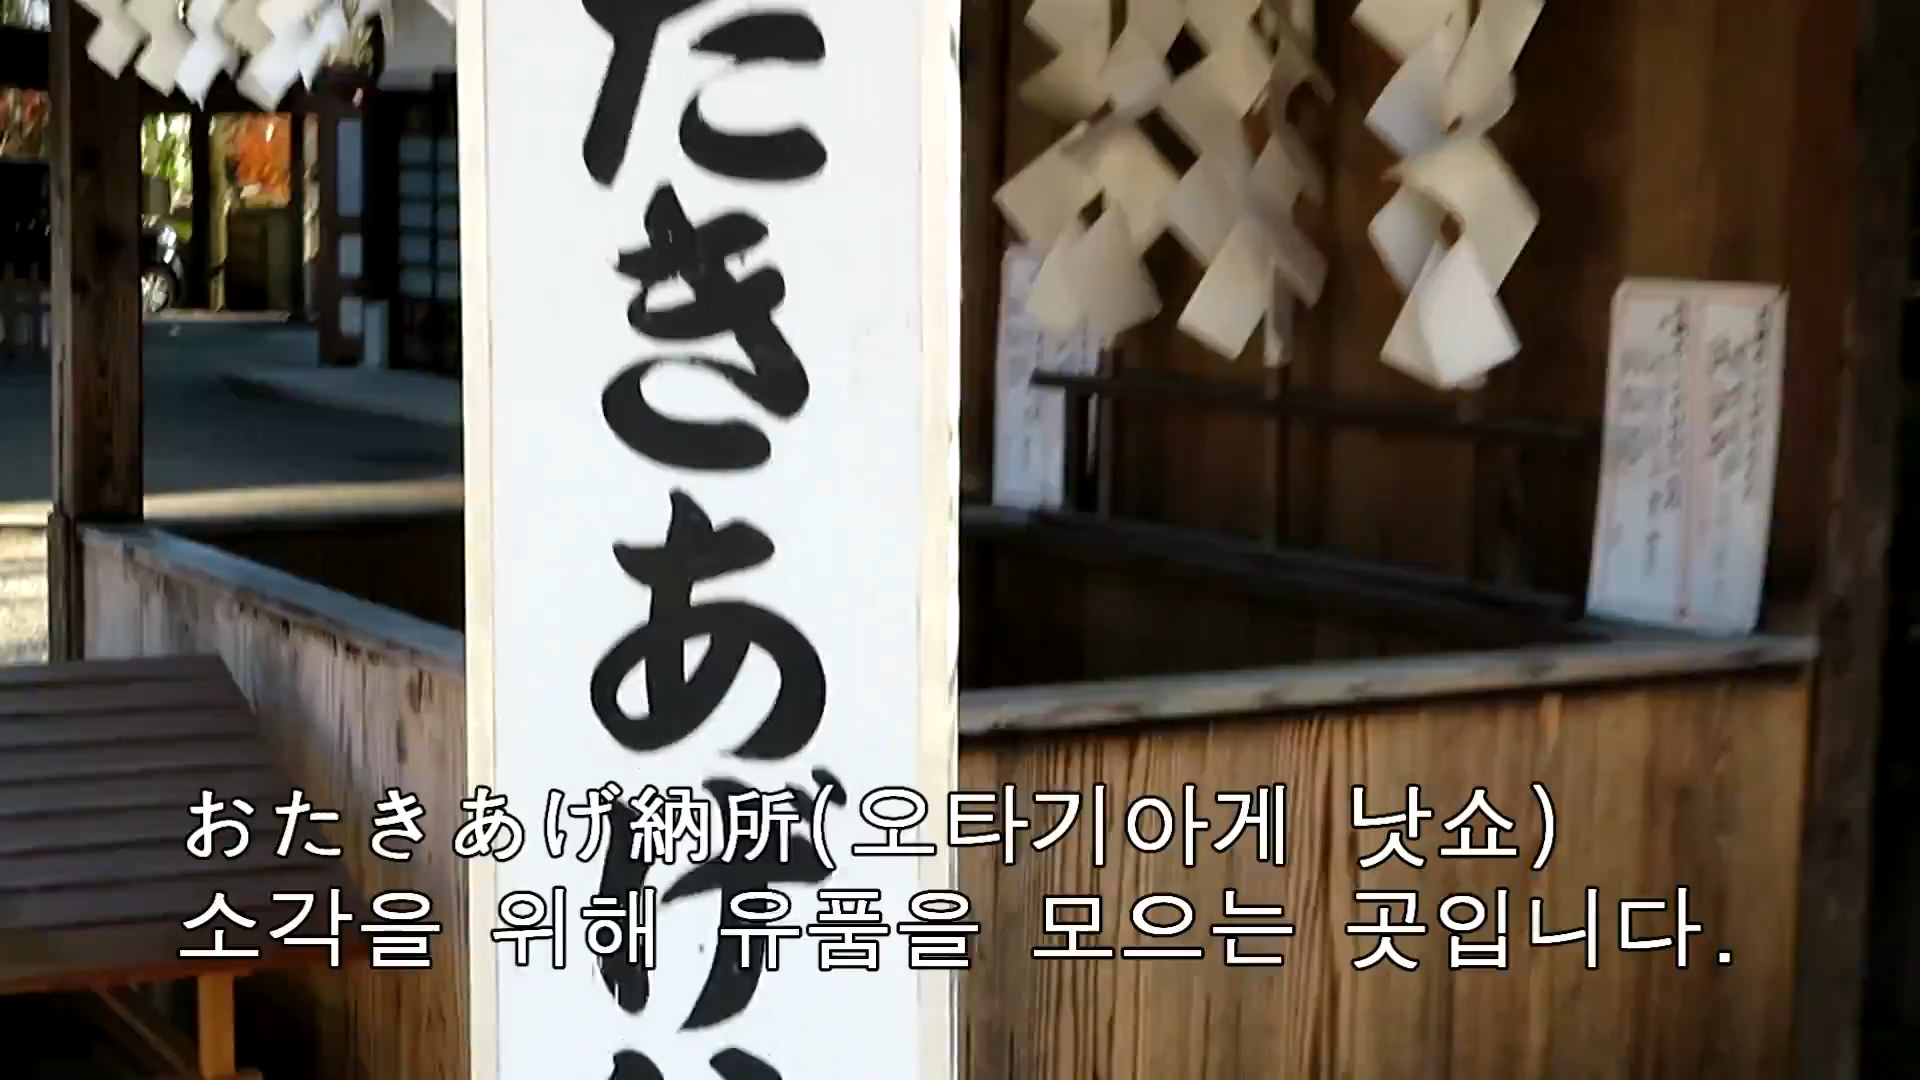 たきあげ
おたきあげ納所(오타기아게 낫쇼)
소각을 위해 유품을 모으는 곳입니다.